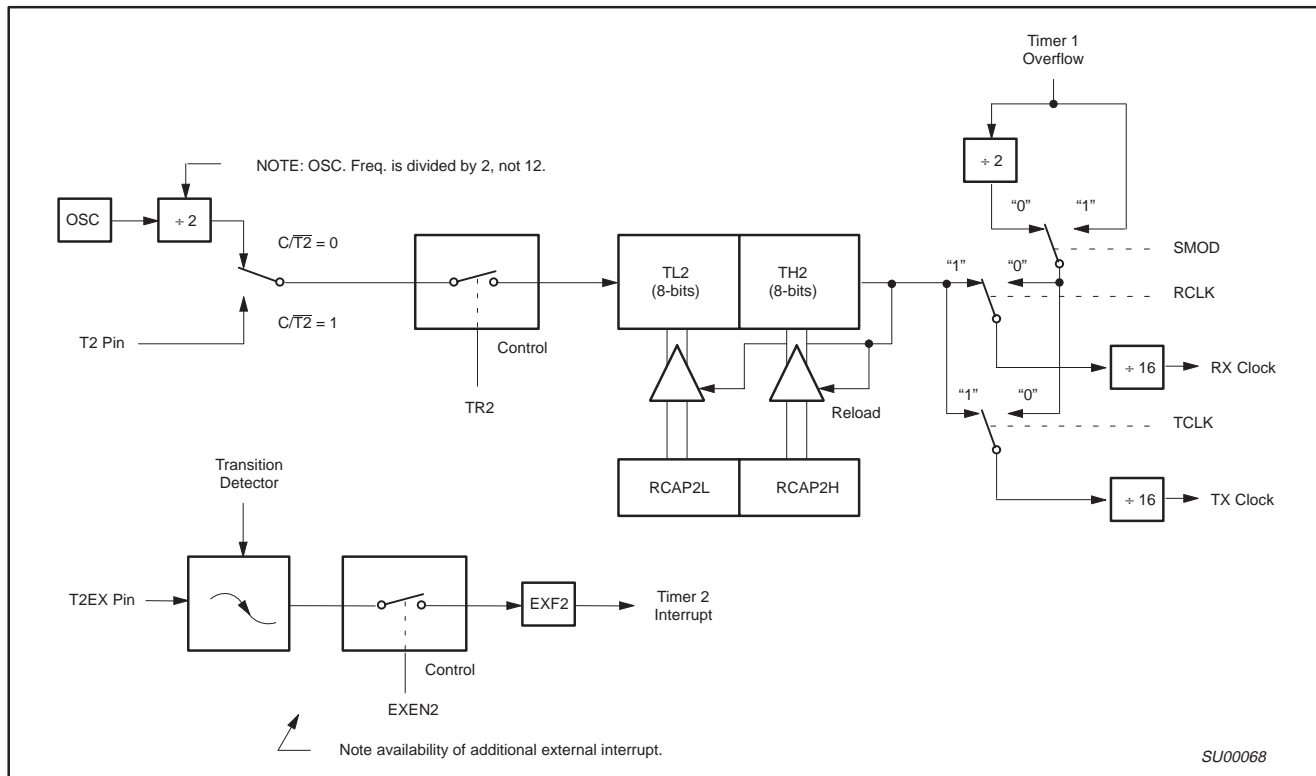 Timer 1
Overflow
÷ 2
“0”
“1”
SMOD
NOTE: OSC. Freq. is divided by 2, not 12.
OSC
÷ 2
C/T2 = 0
C/T2 = 1
T2 Pin
Control
TR2
TL2
(8-bits)
TH2
(8-bits)
Reload
RCAP2L
RCAP2H
“1”
“0”
RCLK
÷ 16
RX Clock
“1”
“0”
TCLK
÷ 16
TX Clock
Transition
Detector
T2EX Pin
Control
EXEN2
EXF2
Timer 2
Interrupt
Note availability of additional external interrupt.
SU00068